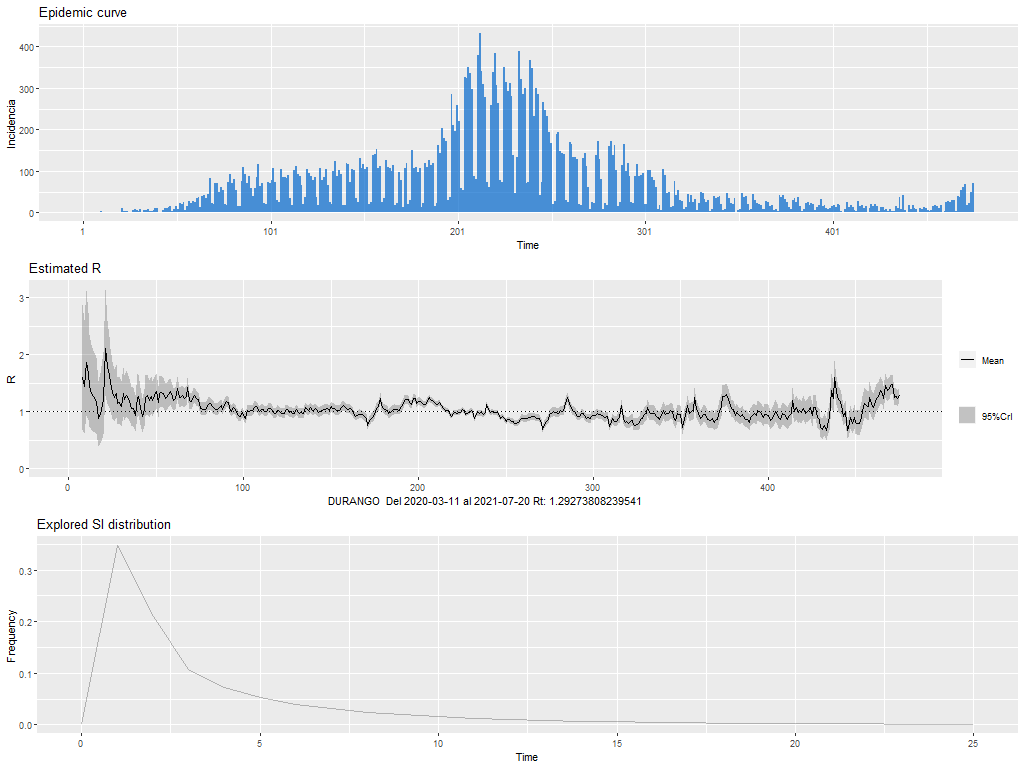 Epidemic curve
Incidencia
400
300
200
100
0
1
101
201
301
401
Time
Estimated R
R
3
2
1
0
0
100
200
300
400
Mean
95%CrI
DURANGO Del 2020-03-11 al 2021-07-20 Rt: 1.29273808239541
Explored SI distribution
Frequency
0.3
0.2
0.1
0.0
0
5
10
15
20
25
Time